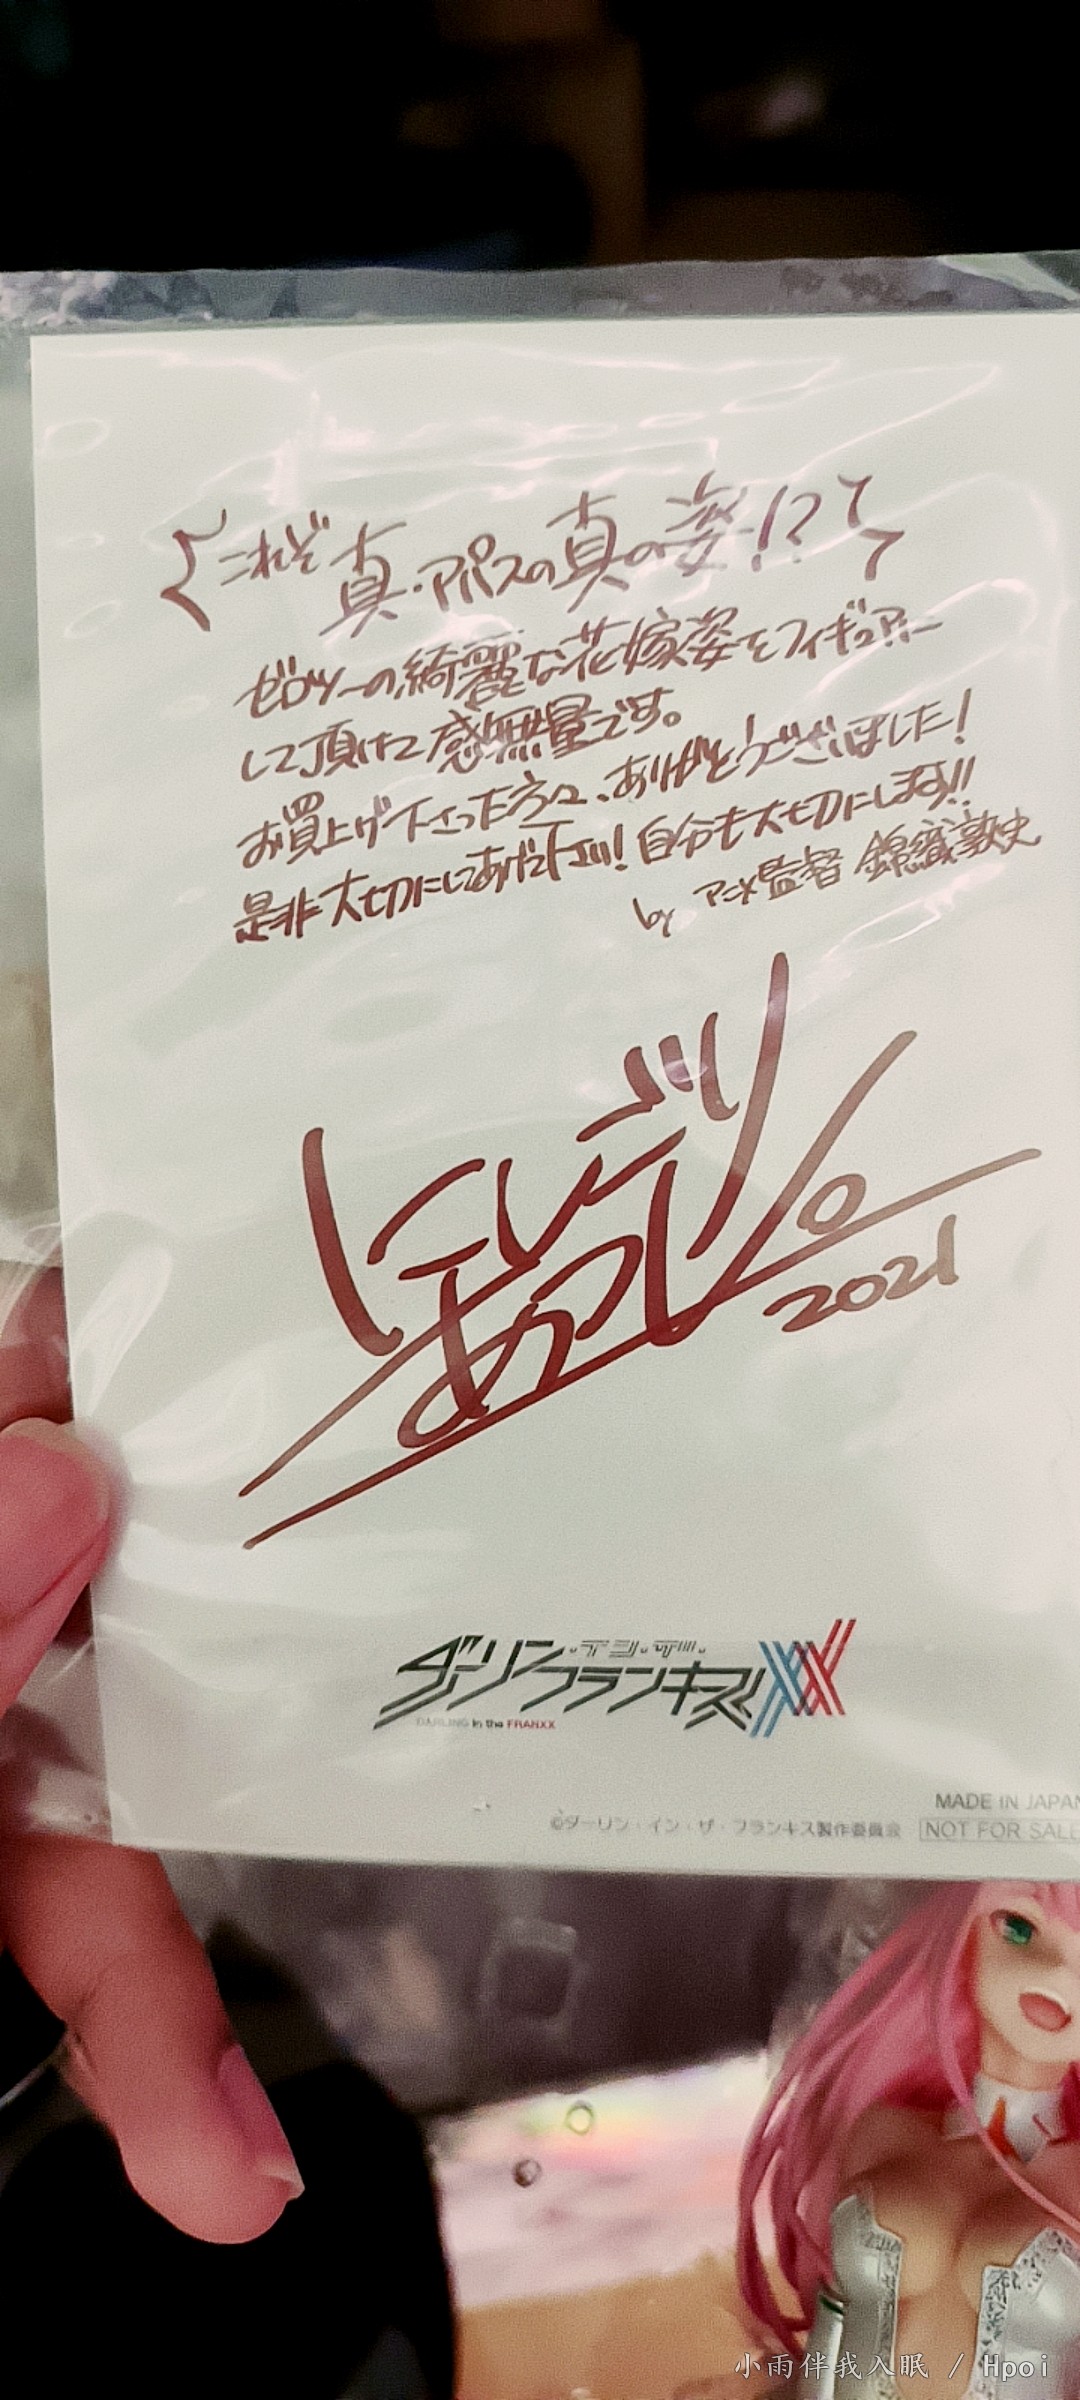 これぞ真・アパスの真の姿!?
ゼロツーの綺麗な花嫁姿をフィギュアに
して頂けて感無量です。
お買上げ下さった方々、ありがとうございました!
是非大切にしてあげて下さい!自分も大切にします!!
by アニメ監督 錦織敦史
にしごり
あつし
2021
ダーリン・イン・ザ・
フランキス
DARLING in the FRANXX
MADE IN JAPAN
©ダーリン・イン・ザ・フランキス製作委員会 NOT FOR SALE
小雨伴我入眠 / Hpoi